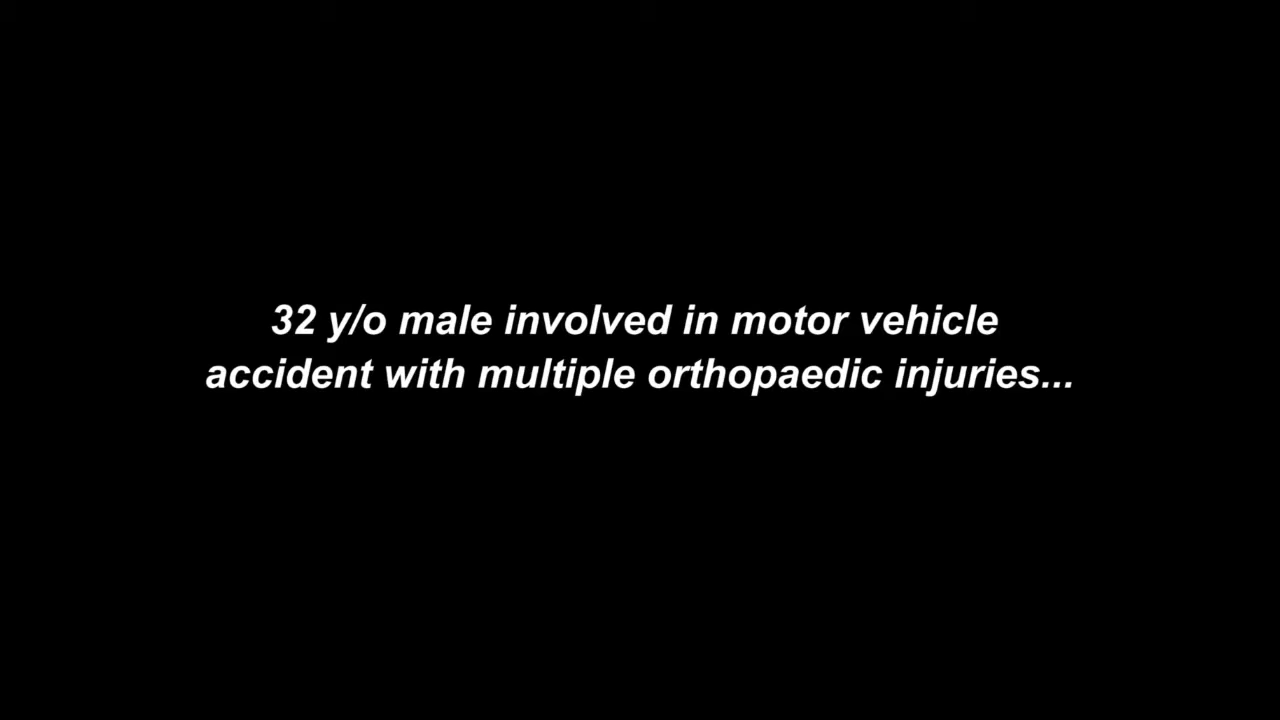 32 y/o male involved in motor vehicle
accident with multiple orthopaedic injuries...